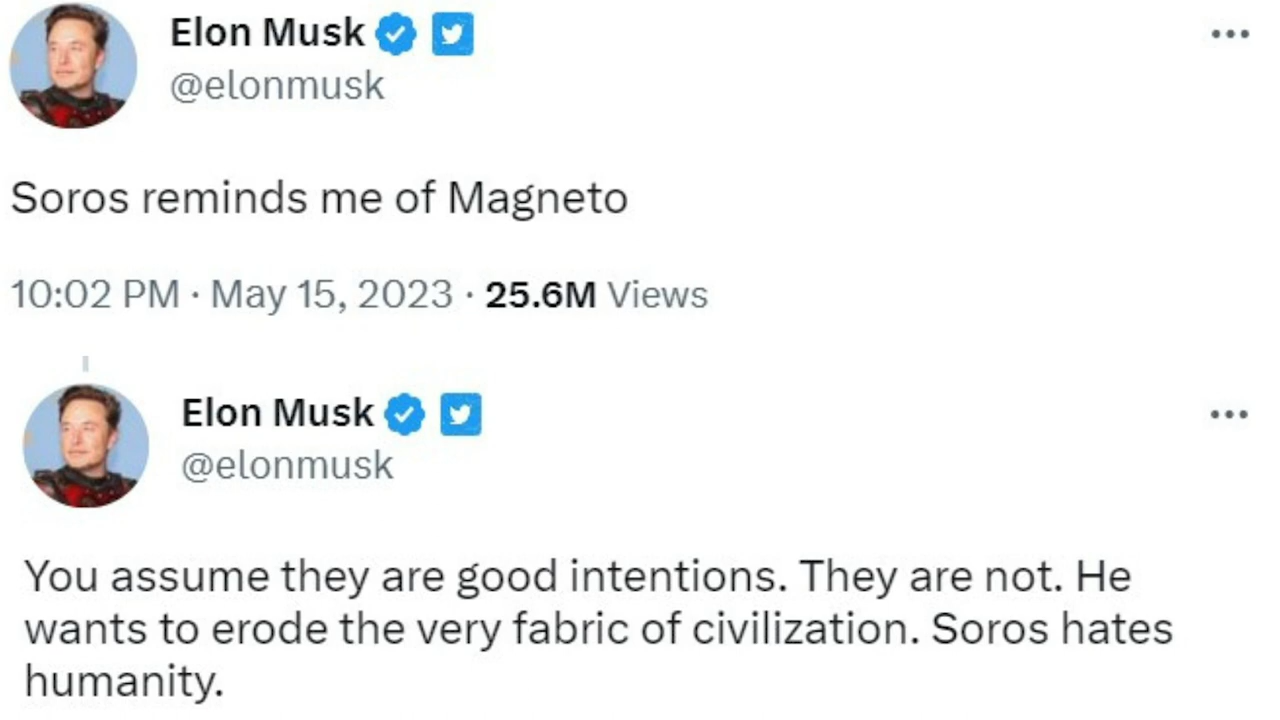 Elon Musk
@elonmusk
Soros reminds me of Magneto
10:02 PM · May 15, 2023 · 25.6M Views
Elon Musk
@elonmusk
You assume they are good intentions. They are not. He
wants to erode the very fabric of civilization. Soros hates
humanity.